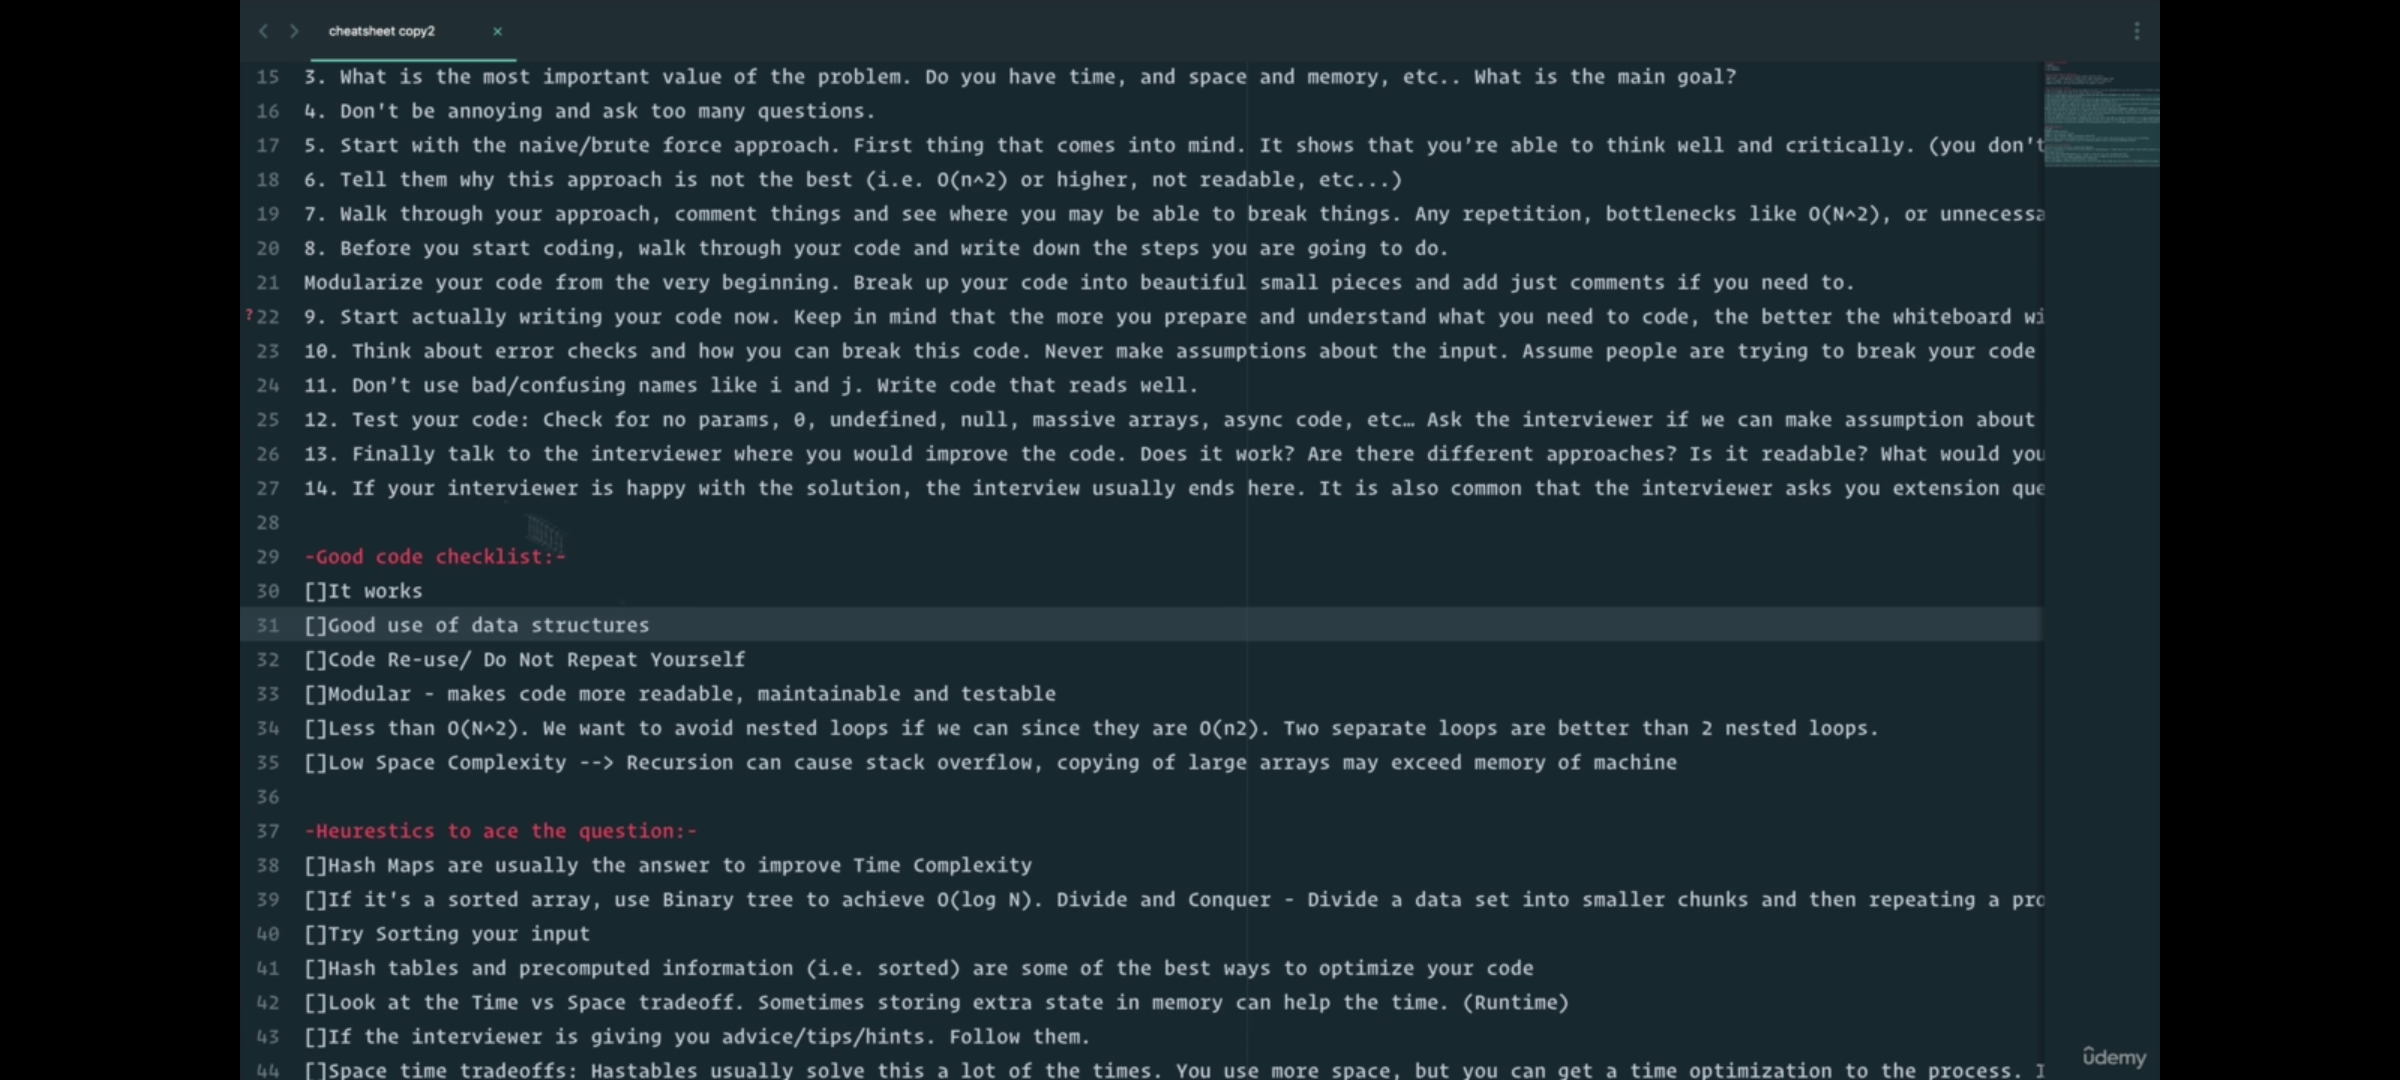 cheatsheet copy2 ×
15 3. What is the most important value of the problem. Do you have time, and space and memory, etc.. What is the main goal?
16 4. Don't be annoying and ask too many questions.
17 5. Start with the naive/brute force approach. First thing that comes into mind. It shows that you’re able to think well and critically. (you don't
18 6. Tell them why this approach is not the best (i.e. O(n^2) or higher, not readable, etc...)
19 7. Walk through your approach, comment things and see where you may be able to break things. Any repetition, bottlenecks like O(N^2), or unnecessa
20 8. Before you start coding, walk through your code and write down the steps you are going to do.
21 Modularize your code from the very beginning. Break up your code into beautiful small pieces and add just comments if you need to.
?22 9. Start actually writing your code now. Keep in mind that the more you prepare and understand what you need to code, the better the whiteboard wi
23 10. Think about error checks and how you can break this code. Never make assumptions about the input. Assume people are trying to break your code
24 11. Don’t use bad/confusing names like i and j. Write code that reads well.
25 12. Test your code: Check for no params, 0, undefined, null, massive arrays, async code, etc… Ask the interviewer if we can make assumption about
26 13. Finally talk to the interviewer where you would improve the code. Does it work? Are there different approaches? Is it readable? What would you
27 14. If your interviewer is happy with the solution, the interview usually ends here. It is also common that the interviewer asks you extension que
28
29 -Good code checklist:-
30 []It works
31 []Good use of data structures
32 []Code Re-use/ Do Not Repeat Yourself
33 []Modular - makes code more readable, maintainable and testable
34 []Less than O(N^2). We want to avoid nested loops if we can since they are O(n2). Two separate loops are better than 2 nested loops.
35 []Low Space Complexity --> Recursion can cause stack overflow, copying of large arrays may exceed memory of machine
36
37 -Heurestics to ace the question:-
38 []Hash Maps are usually the answer to improve Time Complexity
39 []If it's a sorted array, use Binary tree to achieve O(log N). Divide and Conquer - Divide a data set into smaller chunks and then repeating a pro
40 []Try Sorting your input
41 []Hash tables and precomputed information (i.e. sorted) are some of the best ways to optimize your code
42 []Look at the Time vs Space tradeoff. Sometimes storing extra state in memory can help the time. (Runtime)
43 []If the interviewer is giving you advice/tips/hints. Follow them.
44 []Space time tradeoffs: Hastables usually solve this a lot of the times. You use more space, but you can get a time optimization to the process. I
ûdemy